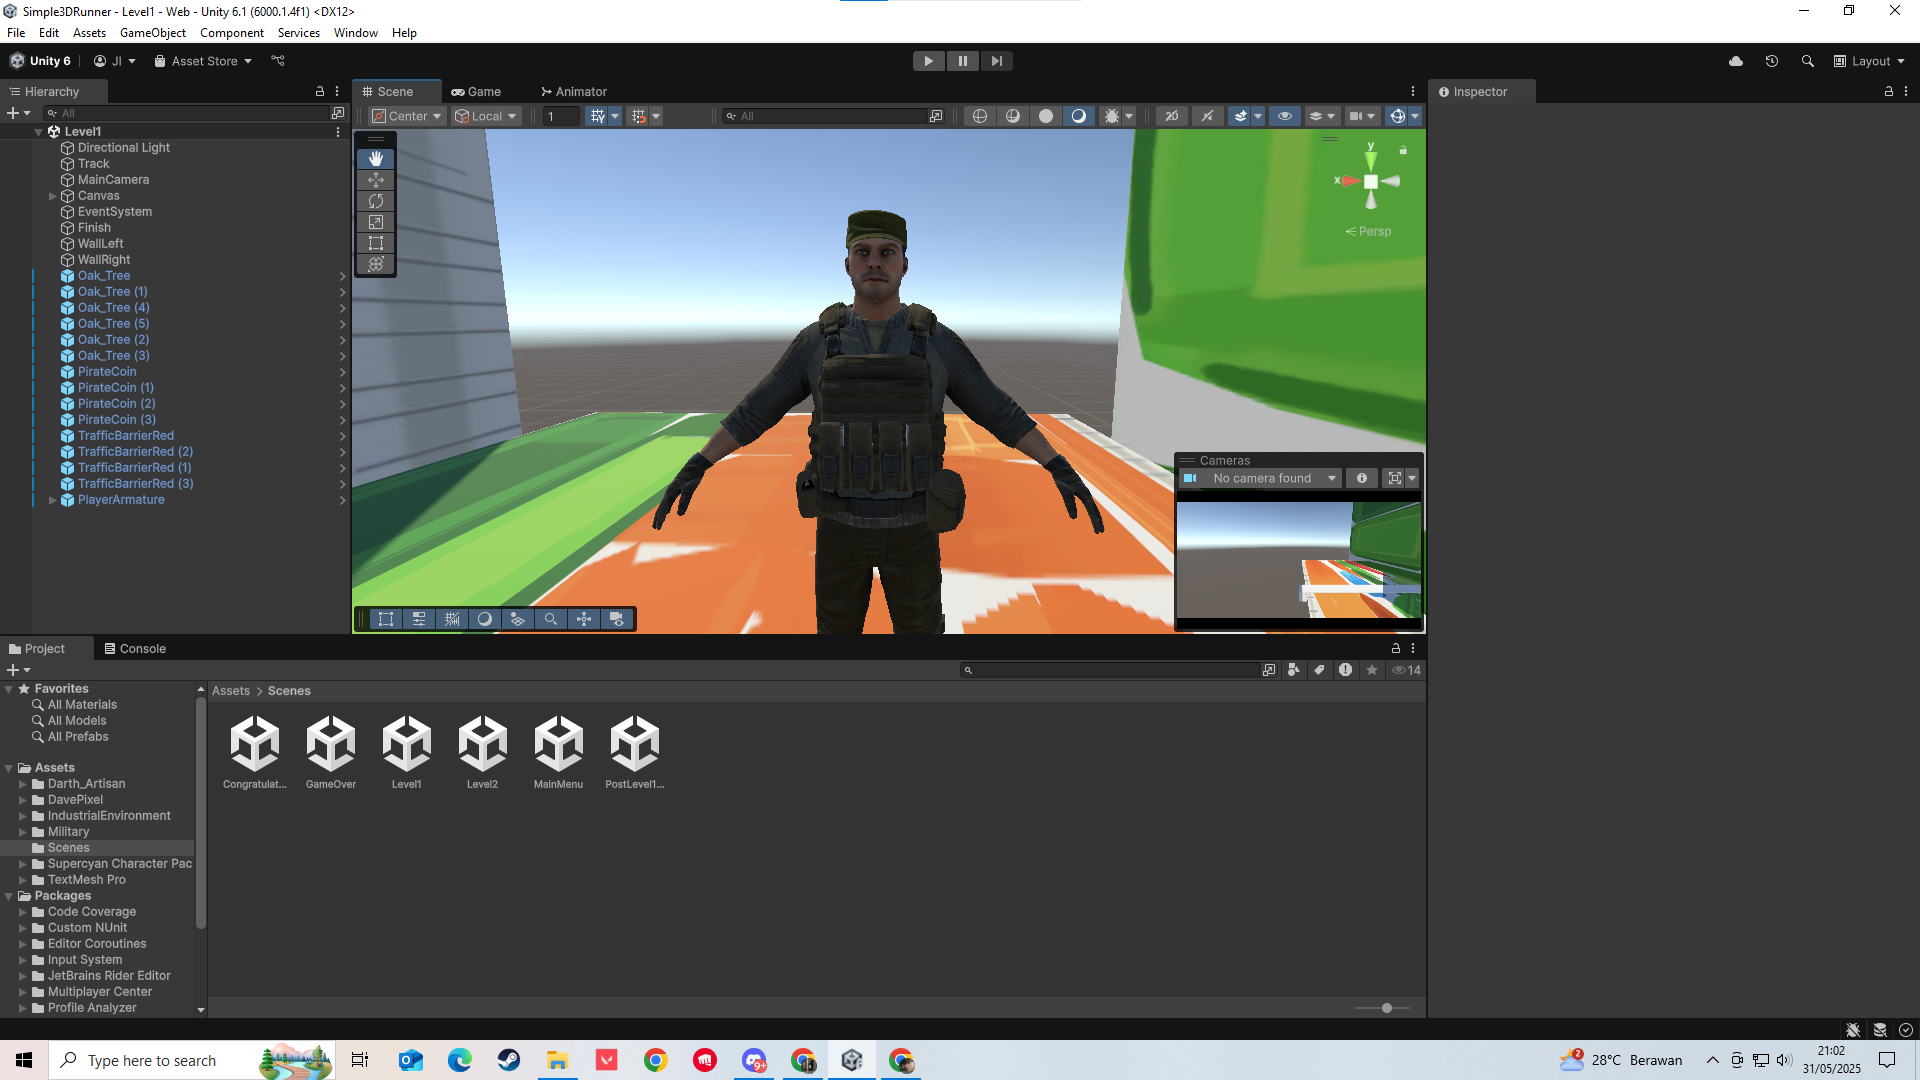 Simple3DRunner - Level1 - Web - Unity 6.1 (6000.1.4f1) <DX12>
File Edit Assets GameObject Component Services Window Help
Unity 6 JI Asset Store Layout
Hierarchy
All
Level1
Directional Light
Track
MainCamera
Canvas
EventSystem
Finish
WallLeft
WallRight
Oak_Tree
Oak_Tree (1)
Oak_Tree (4)
Oak_Tree (5)
Oak_Tree (2)
Oak_Tree (3)
PirateCoin
PirateCoin (1)
PirateCoin (2)
PirateCoin (3)
TrafficBarrierRed
TrafficBarrierRed (2)
TrafficBarrierRed (1)
TrafficBarrierRed (3)
PlayerArmature
Scene Game Animator
Center Local 1 All 2D
y
x
Persp
Cameras
No camera found
Inspector
Project Console
14
Favorites
All Materials
All Models
All Prefabs
Assets
Darth_Artisan
DavePixel
IndustrialEnvironment
Military
Scenes
Supercyan Character Pac
TextMesh Pro
Packages
Code Coverage
Custom NUnit
Editor Coroutines
Input System
JetBrains Rider Editor
Multiplayer Center
Profile Analyzer
Assets > Scenes
Congratulat... GameOver Level1 Level2 MainMenu PostLevel1...
Type here to search
9+
2
28°C Berawan
21:02
31/05/2025